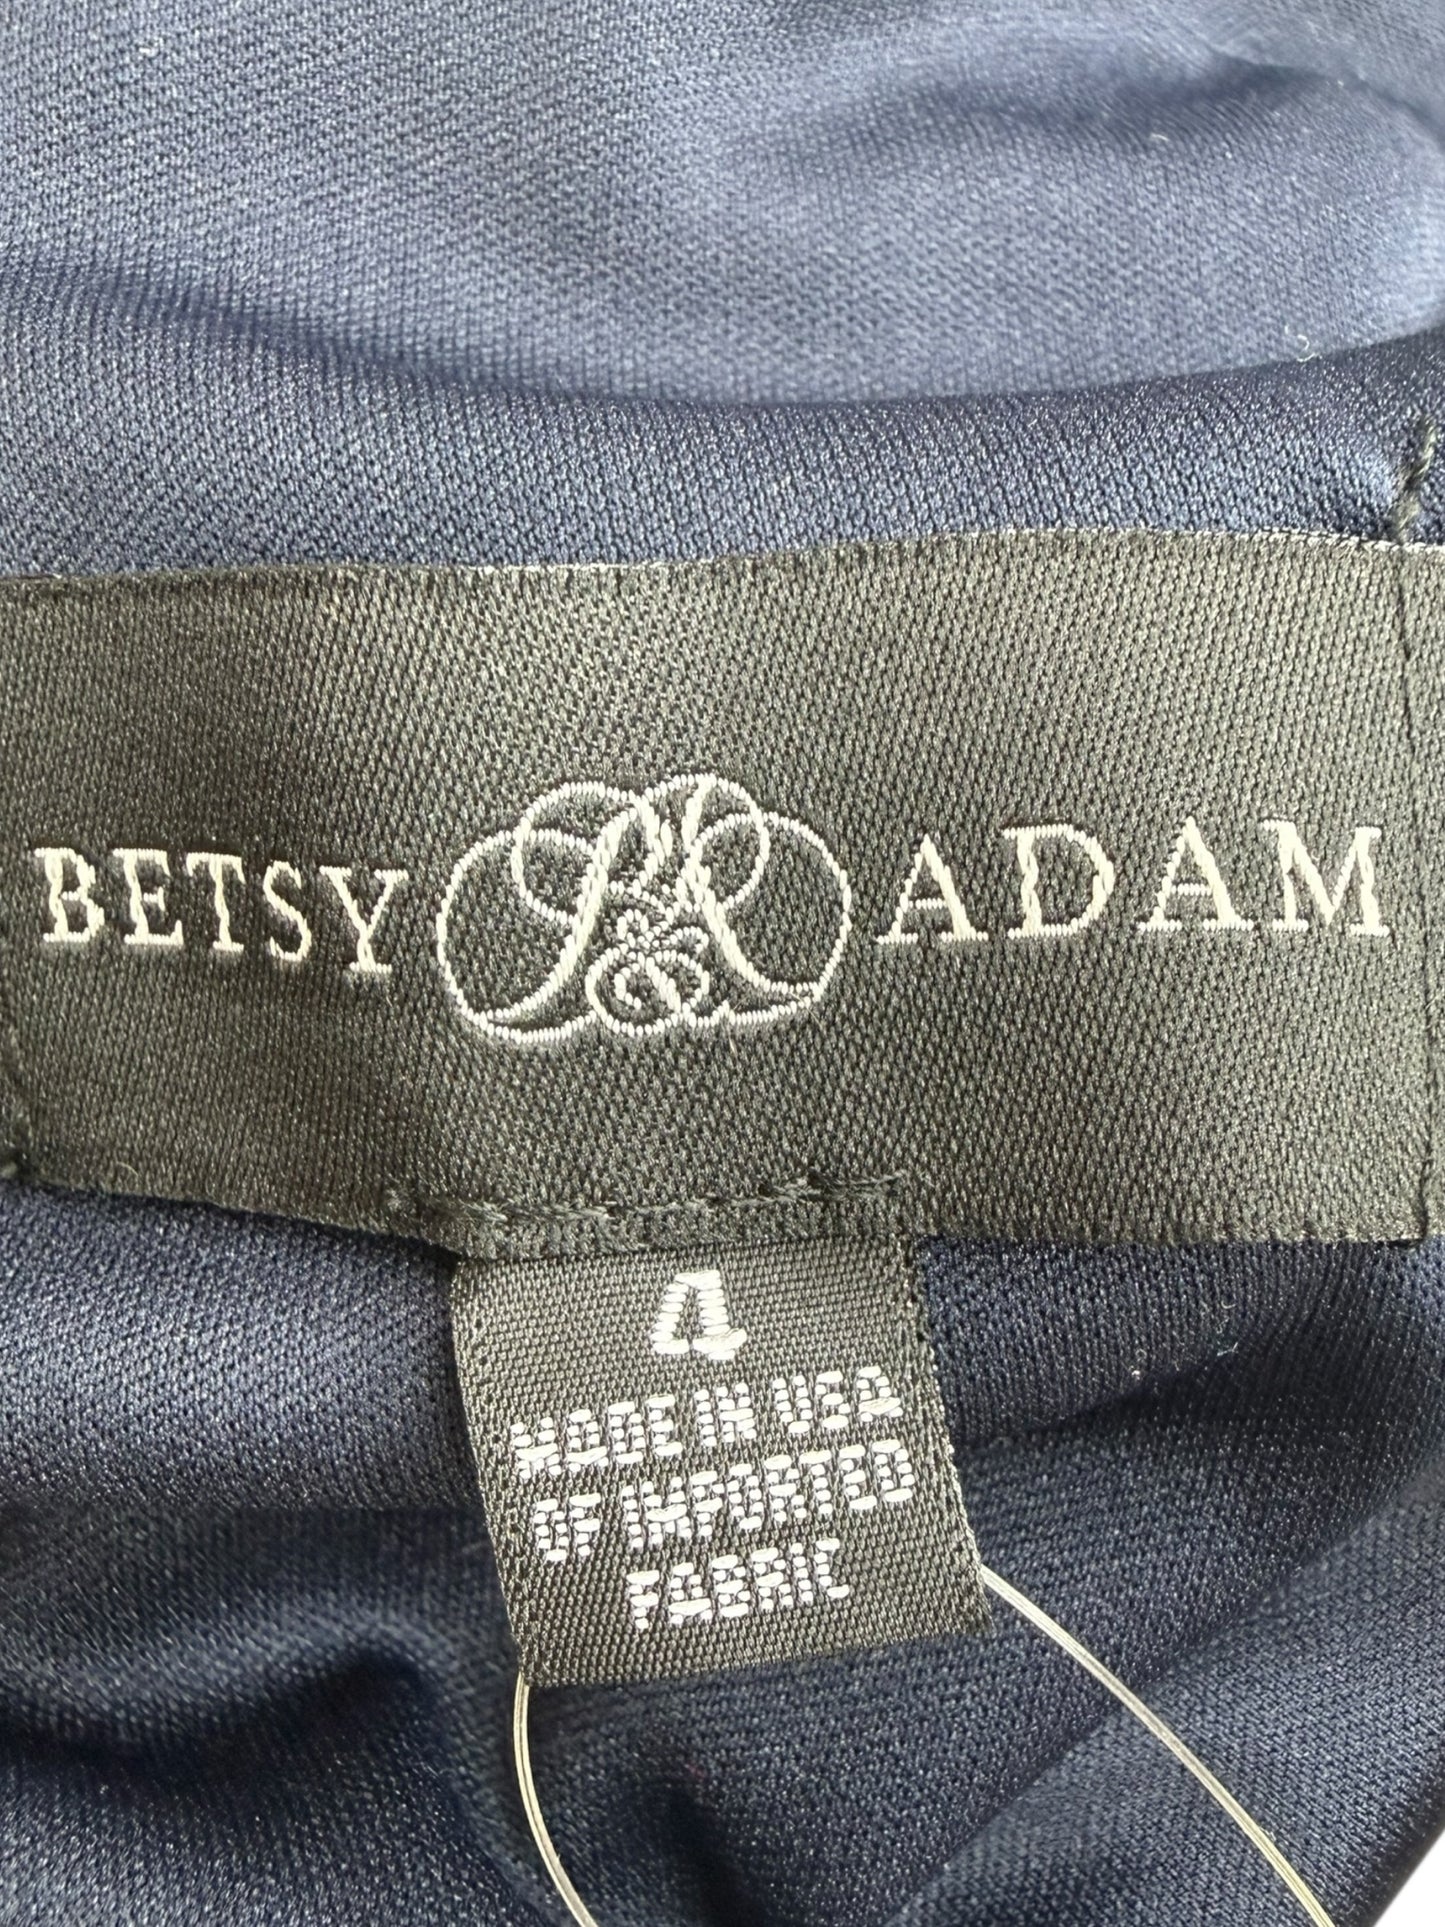 BETSY ADAM
4
MADE IN USA
OF IMPORTED
FABRIC